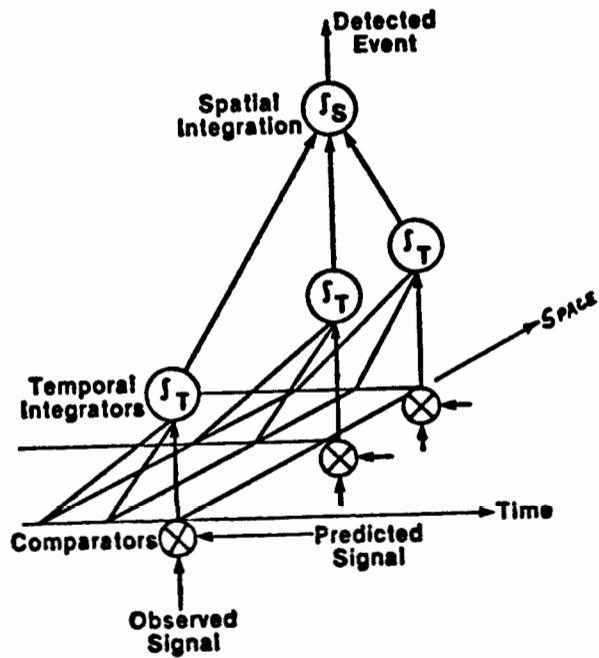 Detected
Event
Spatial
Integration
∫S
∫T
∫T
SPACE
Temporal
Integrators
∫T
Time
Comparators
Predicted
Signal
Observed
Signal